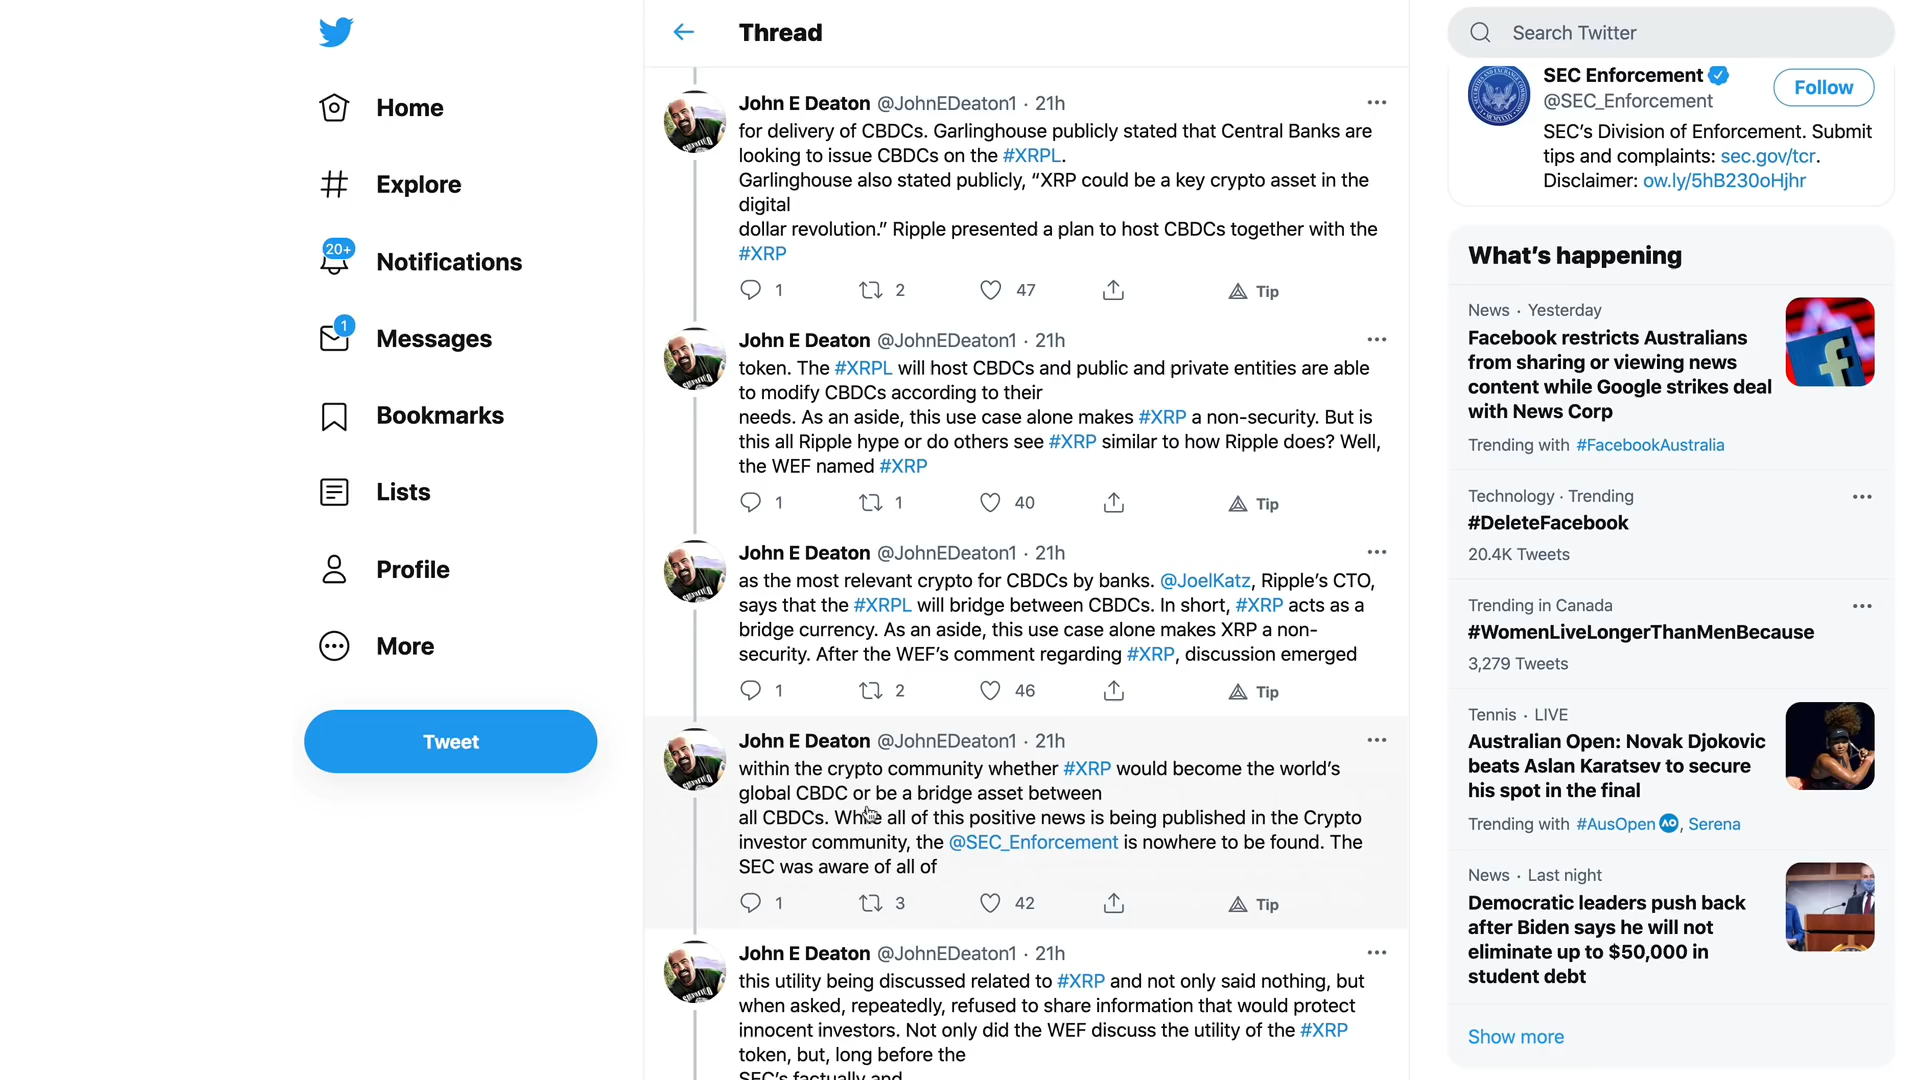 Home
Explore
20+
Notifications
1
Messages
Bookmarks
Lists
Profile
More
Tweet
Thread
John E Deaton @JohnEDeaton1 · 21h
for delivery of CBDCs. Garlinghouse publicly stated that Central Banks are
looking to issue CBDCs on the #XRPL.
Garlinghouse also stated publicly, “XRP could be a key crypto asset in the
digital
dollar revolution.” Ripple presented a plan to host CBDCs together with the
#XRP
1 2 47 Tip
John E Deaton @JohnEDeaton1 · 21h
token. The #XRPL will host CBDCs and public and private entities are able
to modify CBDCs according to their
needs. As an aside, this use case alone makes #XRP a non-security. But is
this all Ripple hype or do others see #XRP similar to how Ripple does? Well,
the WEF named #XRP
1 1 40 Tip
John E Deaton @JohnEDeaton1 · 21h
as the most relevant crypto for CBDCs by banks. @JoelKatz, Ripple’s CTO,
says that the #XRPL will bridge between CBDCs. In short, #XRP acts as a
bridge currency. As an aside, this use case alone makes XRP a non-
security. After the WEF’s comment regarding #XRP, discussion emerged
1 2 46 Tip
John E Deaton @JohnEDeaton1 · 21h
within the crypto community whether #XRP would become the world’s
global CBDC or be a bridge asset between
all CBDCs. While all of this positive news is being published in the Crypto
investor community, the @SEC_Enforcement is nowhere to be found. The
SEC was aware of all of
1 3 42 Tip
John E Deaton @JohnEDeaton1 · 21h
this utility being discussed related to #XRP and not only said nothing, but
when asked, repeatedly, refused to share information that would protect
innocent investors. Not only did the WEF discuss the utility of the #XRP
token, but, long before the
SEC’s factually and
Search Twitter
SEC Enforcement
@SEC_Enforcement
Follow
SEC’s Division of Enforcement. Submit
tips and complaints: sec.gov/tcr.
Disclaimer: ow.ly/5hB230oHjhr
What’s happening
News · Yesterday
Facebook restricts Australians
from sharing or viewing news
content while Google strikes deal
with News Corp
Trending with #FacebookAustralia
Technology · Trending
#DeleteFacebook
20.4K Tweets
Trending in Canada
#WomenLiveLongerThanMenBecause
3,279 Tweets
Tennis · LIVE
Australian Open: Novak Djokovic
beats Aslan Karatsev to secure
his spot in the final
Trending with #AusOpen AO, Serena
News · Last night
Democratic leaders push back
after Biden says he will not
eliminate up to $50,000 in
student debt
Show more